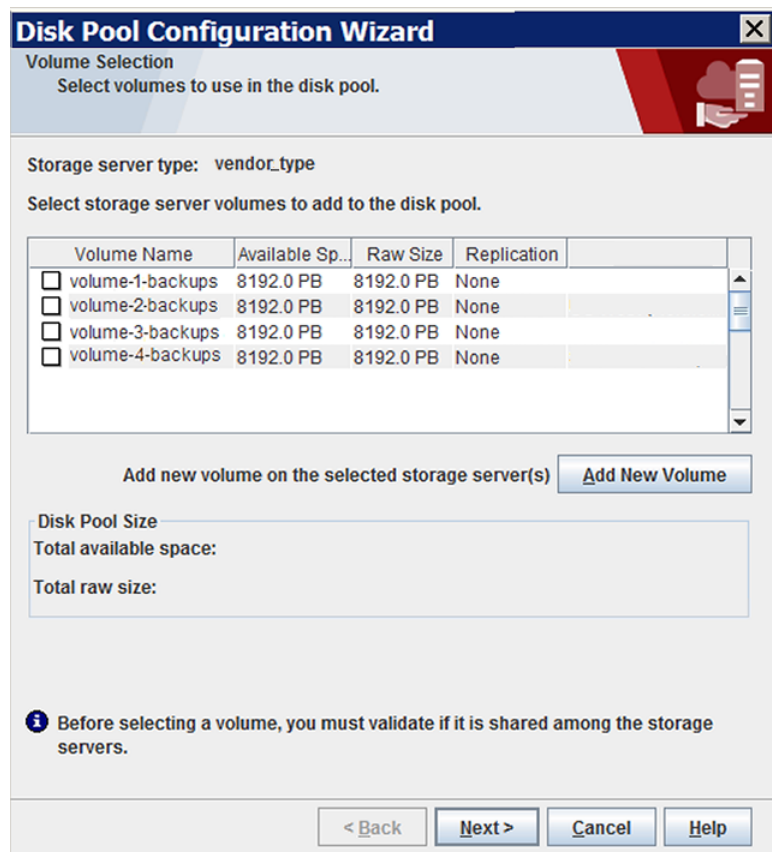 Disk Pool Configuration Wizard
Volume Selection
Select volumes to use in the disk pool.
Storage server type: vendor_type
Select storage server volumes to add to the disk pool.
Volume Name Available Sp... Raw Size Replication
volume-1-backups 8192.0 PB 8192.0 PB None
volume-2-backups 8192.0 PB 8192.0 PB None
volume-3-backups 8192.0 PB 8192.0 PB None
volume-4-backups 8192.0 PB 8192.0 PB None
Add new volume on the selected storage server(s) Add New Volume
Disk Pool Size
Total available space:
Total raw size:
Before selecting a volume, you must validate if it is shared among the storage
servers.
< Back Next > Cancel Help